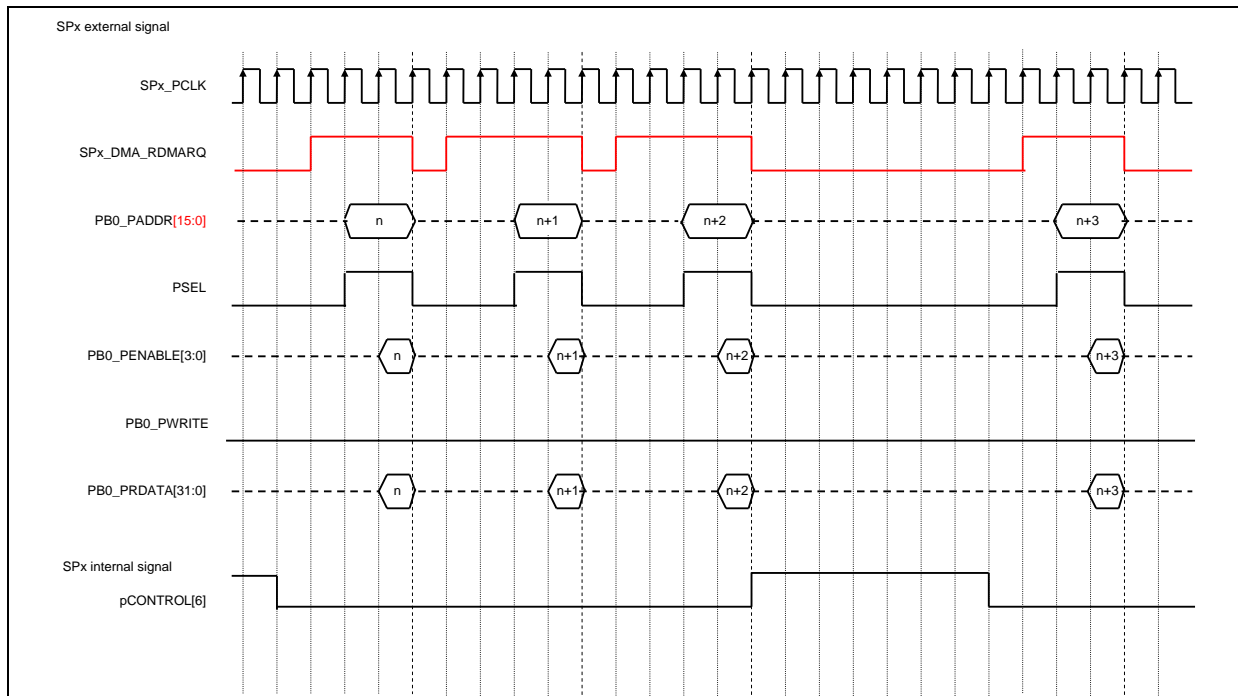 SPx external signal
SPx_PCLK
SPx_DMA_RDMARQ
PB0_PADDR[15:0] n n+1 n+2 n+3
PSEL
PB0_PENABLE[3:0] n n+1 n+2 n+3
PB0_PWRITE
PB0_PRDATA[31:0] n n+1 n+2 n+3
SPx internal signal
pCONTROL[6]